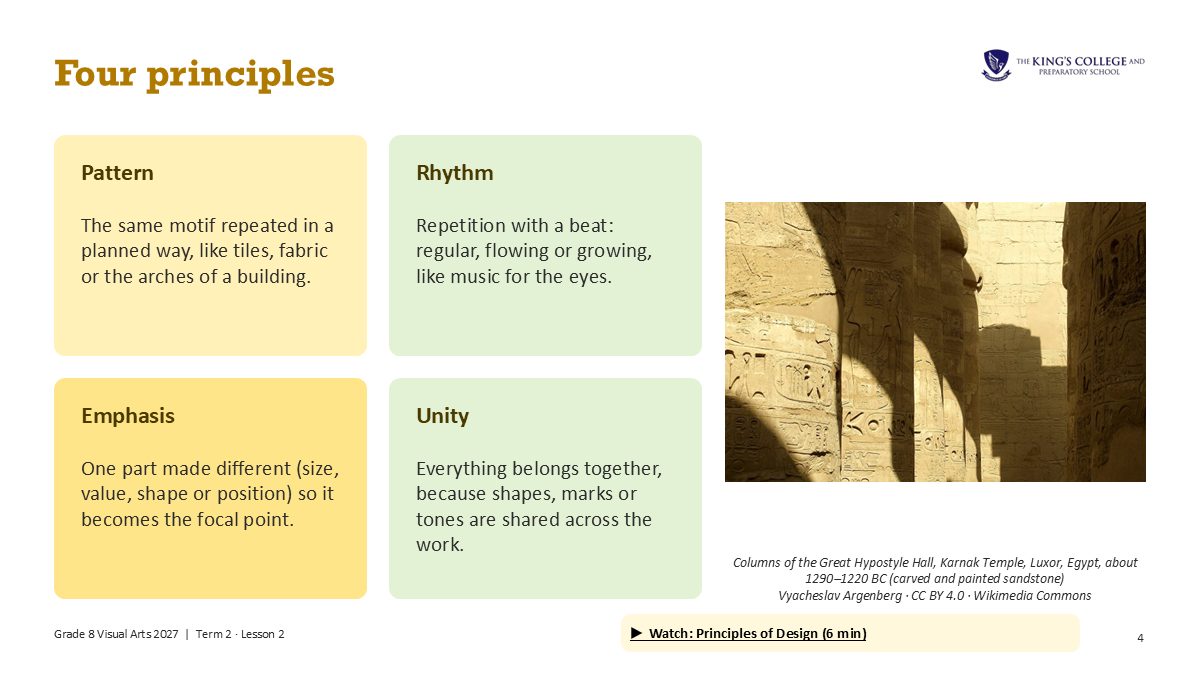 Four principles
THE KING'S COLLEGE AND
PREPARATORY SCHOOL
Pattern
The same motif repeated in a
planned way, like tiles, fabric
or the arches of a building.
Rhythm
Repetition with a beat:
regular, flowing or growing,
like music for the eyes.
Emphasis
One part made different (size,
value, shape or position) so it
becomes the focal point.
Unity
Everything belongs together,
because shapes, marks or
tones are shared across the
work.
Columns of the Great Hypostyle Hall, Karnak Temple, Luxor, Egypt, about
1290–1220 BC (carved and painted sandstone)
Vyacheslav Argenberg · CC BY 4.0 · Wikimedia Commons
Grade 8 Visual Arts 2027 | Term 2 · Lesson 2
▶ Watch: Principles of Design (6 min)
4